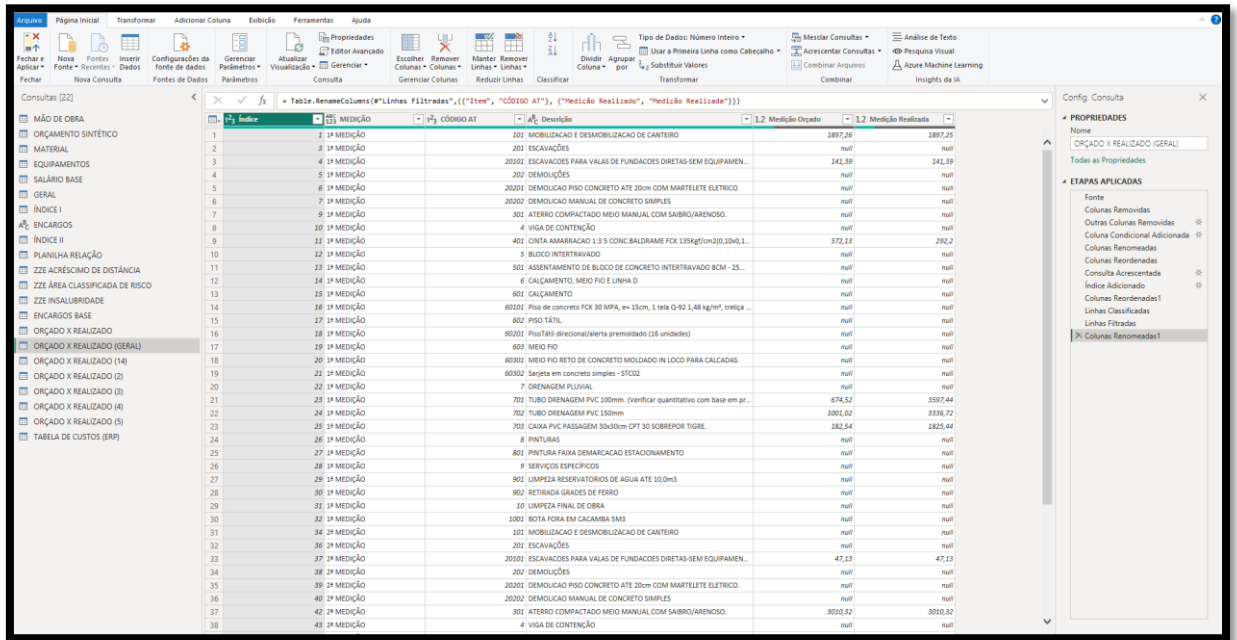 Arquivo Página Inicial Transformar Adicionar Coluna Exibição Ferramentas Ajuda
Fechar e Aplicar Nova Fonte Fontes Recentes Inserir Dados Configurações da fonte de dados Gerenciar Parâmetros Atualizar Visualização Propriedades Editor Avançado Gerenciar Escolher Colunas Remover Colunas Manter Linhas Remover Linhas Dividir Coluna Agrupar por Tipo de Dados: Número Inteiro Usar a Primeira Linha como Cabeçalho Substituir Valores Mesclar Consultas Acrescentar Consultas Combinar Arquivos Análise de Texto Pesquisa Visual Azure Machine Learning
Fechar Nova Consulta Fontes de Dados Parâmetros Consulta Gerenciar Colunas Reduzir Linhas Classificar Transformar Combinar Insights da IA
Consultas [22]
MÃO DE OBRA
ORÇAMENTO SINTÉTICO
MATERIAL
EQUIPAMENTOS
SALÁRIO BASE
GERAL
ÍNDICE I
ENCARGOS
ÍNDICE II
PLANILHA RELAÇÃO
ZZE ACRÉSCIMO DE DISTÂNCIA
ZZE ÁREA CLASSIFICADA DE RISCO
ZZE INSALUBRIDADE
ENCARGOS BASE
ORÇADO X REALIZADO
ORÇADO X REALIZADO (GERAL)
ORÇADO X REALIZADO (14)
ORÇADO X REALIZADO (2)
ORÇADO X REALIZADO (3)
ORÇADO X REALIZADO (4)
ORÇADO X REALIZADO (5)
TABELA DE CUSTOS (ERP)
= Table.RenameColumns(#"Linhas Filtradas",{{"Item", "CÓDIGO AT"}, {"Medição Realizado", "Medição Realizada"}})
Índice MEDIÇÃO CÓDIGO AT Descrição Medição Orçado Medição Realizada
1 1 1ª MEDIÇÃO 101 MOBILIZACAO E DESMOBILIZACAO DE CANTEIRO 1897,26 1897,25
2 3 1ª MEDIÇÃO 201 ESCAVAÇÕES null null
3 4 1ª MEDIÇÃO 20101 ESCAVACOES PARA VALAS DE FUNDACOES DIRETAS-SEM EQUIPAMEN... 141,39 141,39
4 5 1ª MEDIÇÃO 202 DEMOLIÇÕES null null
5 6 1ª MEDIÇÃO 20201 DEMOLICAO PISO CONCRETO ATE 20cm COM MARTELETE ELETRICO. null null
6 7 1ª MEDIÇÃO 20202 DEMOLICAO MANUAL DE CONCRETO SIMPLES null null
7 9 1ª MEDIÇÃO 301 ATERRO COMPACTADO MEIO MANUAL COM SAIBRO/ARENOSO. null null
8 10 1ª MEDIÇÃO 4 VIGA DE CONTENÇÃO null null
9 11 1ª MEDIÇÃO 401 CINTA AMARRACAO 1:3:5 CONC.BALDRAME FCK 135Kgf/cm2(0,10x0,1... 572,13 292,2
10 12 1ª MEDIÇÃO 5 BLOCO INTERTRAVADO null null
11 13 1ª MEDIÇÃO 501 ASSENTAMENTO DE BLOCO DE CONCRETO INTERTRAVADO 8CM - 25... null null
12 14 1ª MEDIÇÃO 6 CALÇAMENTO, MEIO FIO E LINHA D null null
13 15 1ª MEDIÇÃO 601 CALÇAMENTO null null
14 16 1ª MEDIÇÃO 60101 Piso de concreto FCX 30 MPA, e= 15cm, 1 tela Q-92 1,48 kg/m², treliça ... null null
15 17 1ª MEDIÇÃO 602 PISO TÁTIL null null
16 18 1ª MEDIÇÃO 60201 PisoTátil direcional/alerta premoldado (16 unidades) null null
17 19 1ª MEDIÇÃO 603 MEIO FIO null null
18 20 1ª MEDIÇÃO 60301 MEIO FIO RETO DE CONCRETO MOLDADO IN LOCO PARA CALCADAS. null null
19 21 1ª MEDIÇÃO 60302 Sarjeta em concreto simples - STC02 null null
20 22 1ª MEDIÇÃO 7 DRENAGEM PLUVIAL null null
21 23 1ª MEDIÇÃO 701 TUBO DRENAGEM PVC 100mm. (Verificar quantitativo com base em pr... 674,52 3597,44
22 24 1ª MEDIÇÃO 702 TUBO DRENAGEM PVC 150mm 1001,02 3336,72
23 25 1ª MEDIÇÃO 703 CAIXA PVC PASSAGEM 30x30cm CPT 30 SOBREPOR TIGRE. 182,54 1825,44
24 26 1ª MEDIÇÃO 8 PINTURAS null null
25 27 1ª MEDIÇÃO 801 PINTURA FAIXA DEMARCACAO ESTACIONAMENTO null null
26 28 1ª MEDIÇÃO 9 SERVIÇOS ESPECÍFICOS null null
27 29 1ª MEDIÇÃO 901 LIMPEZA RESERVATORIOS DE AGUA ATE 10,0m3 null null
28 30 1ª MEDIÇÃO 902 RETIRADA GRADES DE FERRO null null
29 31 1ª MEDIÇÃO 10 LIMPEZA FINAL DE OBRA null null
30 32 1ª MEDIÇÃO 1001 BOTA FORA EM CACAMBA 5M3 null null
31 34 2ª MEDIÇÃO 101 MOBILIZACAO E DESMOBILIZACAO DE CANTEIRO null null
32 36 2ª MEDIÇÃO 201 ESCAVAÇÕES null null
33 37 2ª MEDIÇÃO 20101 ESCAVACOES PARA VALAS DE FUNDACOES DIRETAS-SEM EQUIPAMEN... 47,13 47,13
34 38 2ª MEDIÇÃO 202 DEMOLIÇÕES null null
35 39 2ª MEDIÇÃO 20201 DEMOLICAO PISO CONCRETO ATE 20cm COM MARTELETE ELETRICO. null null
36 40 2ª MEDIÇÃO 20202 DEMOLICAO MANUAL DE CONCRETO SIMPLES null null
37 42 2ª MEDIÇÃO 301 ATERRO COMPACTADO MEIO MANUAL COM SAIBRO/ARENOSO. 3010,32 3010,32
38 43 2ª MEDIÇÃO 4 VIGA DE CONTENÇÃO null null
Config. Consulta
PROPRIEDADES
Nome
ORÇADO X REALIZADO (GERAL)
Todas as Propriedades
ETAPAS APLICADAS
Fonte
Colunas Removidas
Outras Colunas Removidas
Coluna Condicional Adicionada
Colunas Renomeadas
Colunas Reordenadas
Consulta Acrescentada
Índice Adicionado
Colunas Reordenadas1
Linhas Classificadas
Linhas Filtradas
Colunas Renomeadas1